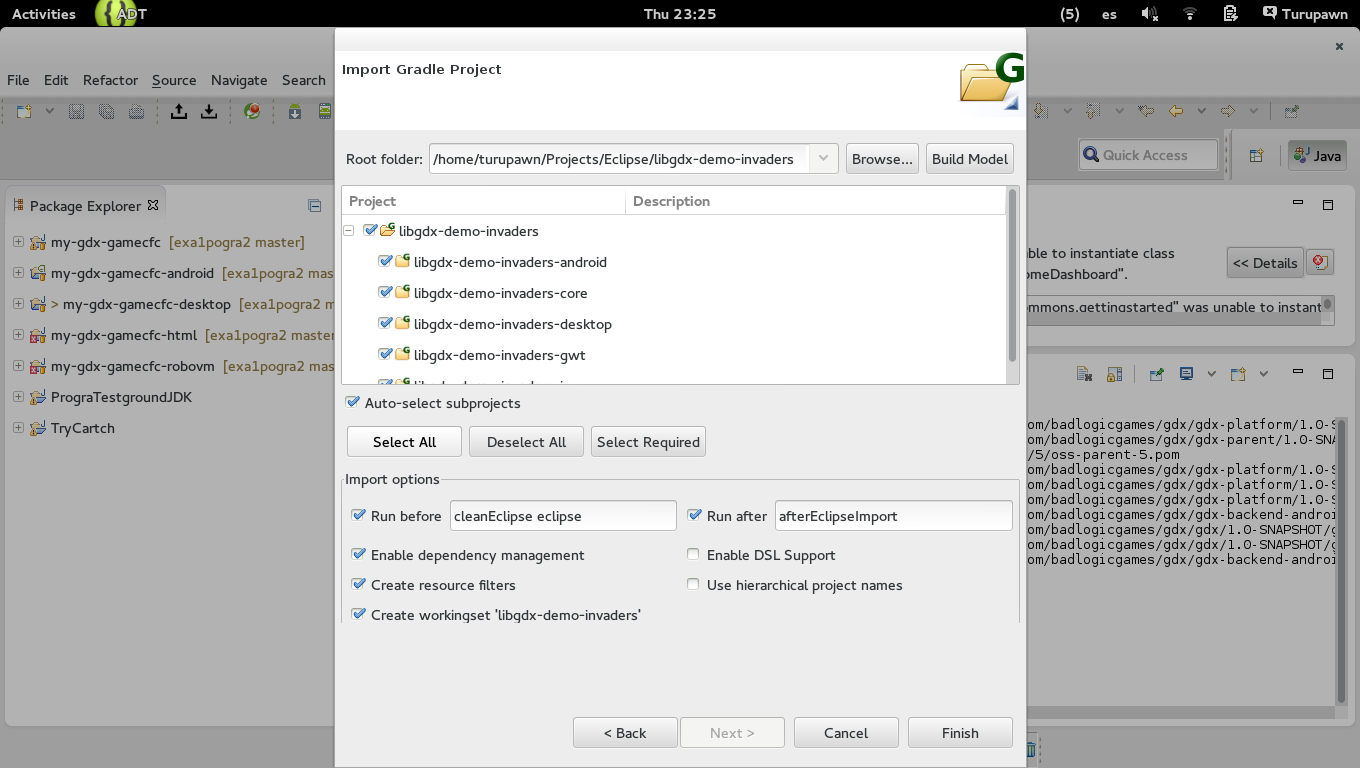 Activities ADT Thu 23:25 (5) es Turupawn
File Edit Refactor Source Navigate Search
Quick Access Java
Package Explorer
my-gdx-gamecfc [exa1pogra2 master]
my-gdx-gamecfc-android [exa1pogra2 mas
> my-gdx-gamecfc-desktop [exa1pogra2 m
my-gdx-gamecfc-html [exa1pogra2 master
my-gdx-gamecfc-robovm [exa1pogra2 mas
PrograTestgroundJDK
TryCartch
Import Gradle Project
G
Root folder: /home/turupawn/Projects/Eclipse/libgdx-demo-invaders Browse... Build Model
Project Description
libgdx-demo-invaders
libgdx-demo-invaders-android
libgdx-demo-invaders-core
libgdx-demo-invaders-desktop
libgdx-demo-invaders-gwt
Auto-select subprojects
Select All Deselect All Select Required
Import options
Run before cleanEclipse eclipse Run after afterEclipseImport
Enable dependency management Enable DSL Support
Create resource filters Use hierarchical project names
Create workingset 'libgdx-demo-invaders'
< Back Next > Cancel Finish
ble to instantiate class
omeDashboard".
<< Details
mmons.gettingstarted" was unable to instant
om/badlogicgames/gdx/gdx-platform/1.0-S
om/badlogicgames/gdx/gdx-parent/1.0-SNA
/5/oss-parent-5.pom
om/badlogicgames/gdx/gdx-platform/1.0-S
om/badlogicgames/gdx/gdx-platform/1.0-S
om/badlogicgames/gdx/gdx-platform/1.0-S
om/badlogicgames/gdx/gdx-backend-androi
om/badlogicgames/gdx/gdx/1.0-SNAPSHOT/g
om/badlogicgames/gdx/gdx/1.0-SNAPSHOT/g
om/badlogicgames/gdx/gdx-backend-androi